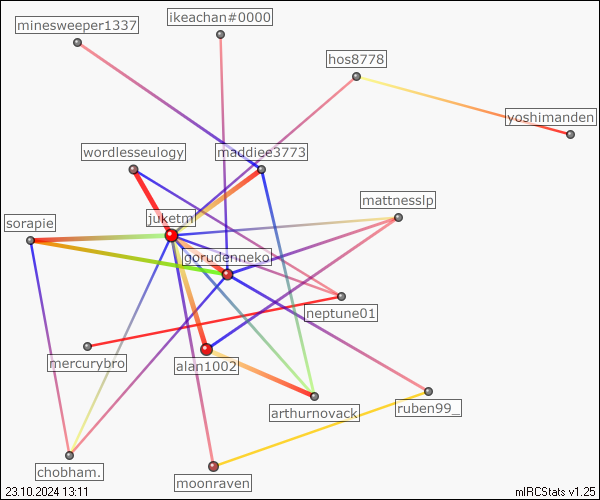 minesweeper1337
ikeachan#0000
hos8778
yoshimanden
wordlesseulogy
maddiee3773
mattnesslp
juketm
sorapie
gorudenneko
neptune01
mercurybro
alan1002
arthurnovack
ruben99_
chobham.
moonraven
23.10.2024 13:11
mIRCStats v1.25